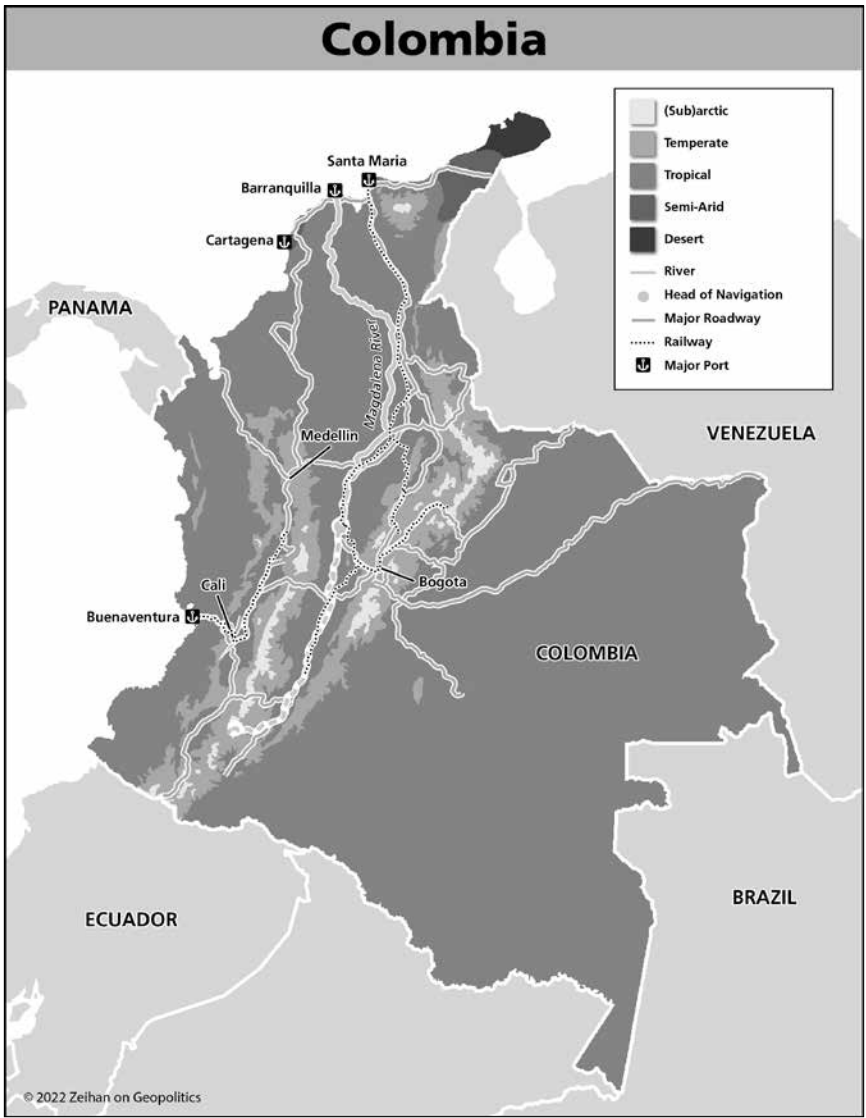 Colombia
(Sub)arctic
Temperate
Tropical
Semi-Arid
Desert
River
Head of Navigation
Major Roadway
Railway
Major Port
Santa Maria
Barranquilla
Cartagena
PANAMA
Magdalena River
VENEZUELA
Medellin
Cali
Bogota
Buenaventura
COLOMBIA
BRAZIL
ECUADOR
© 2022 Zeihan on Geopolitics